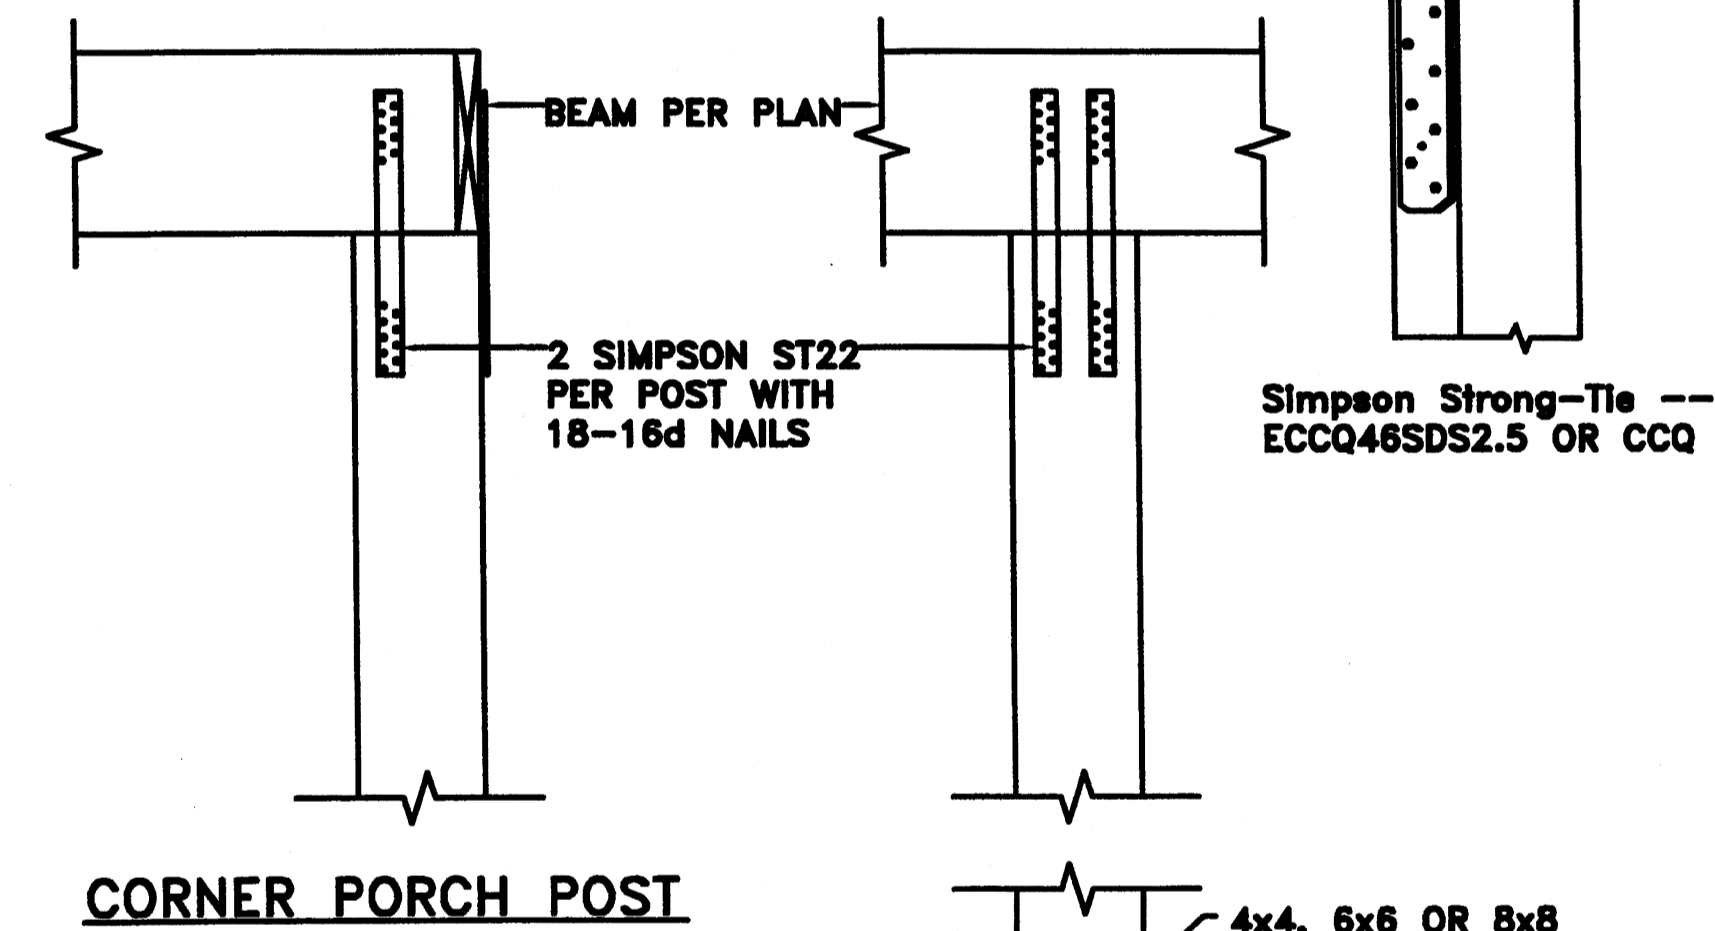 BEAM PER PLAN
2 SIMPSON ST22
PER POST WITH
18-16d NAILS
Simpson Strong-Tie --
ECCQ46SDS2.5 OR CCQ
CORNER PORCH POST
4x4, 6x6 OR 8x8